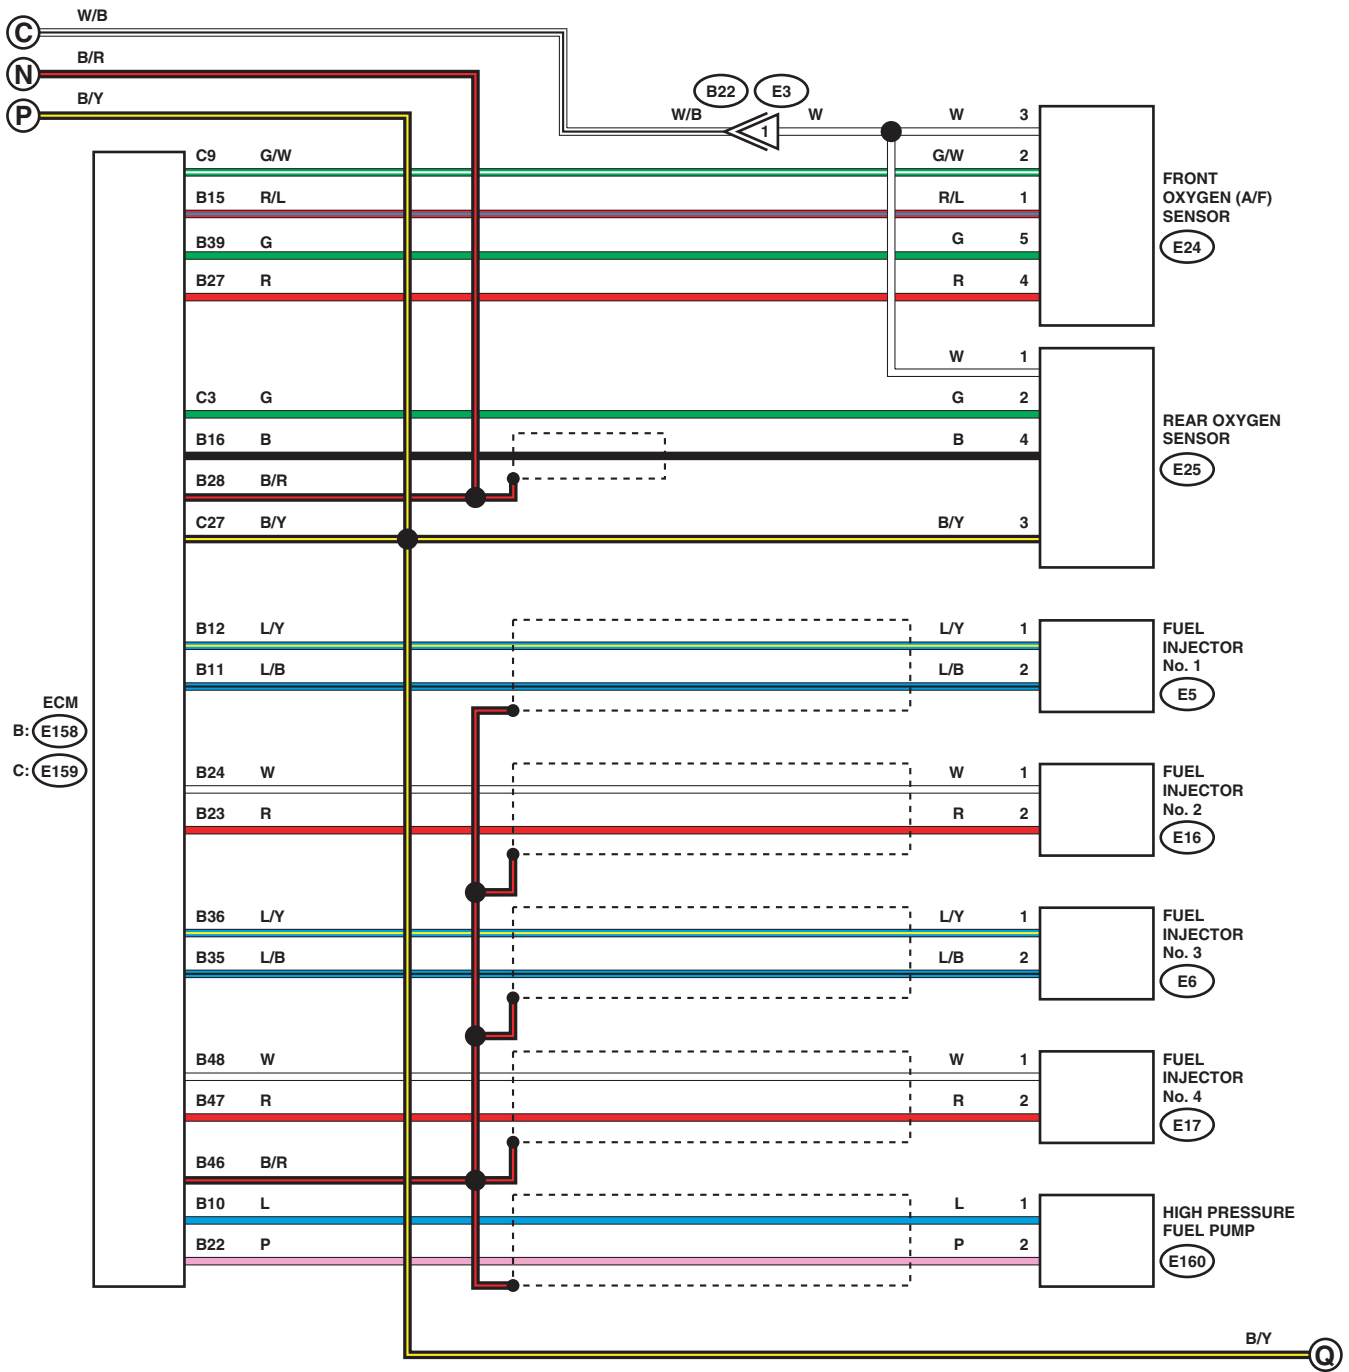 C W/B
N B/R
P B/Y
B22 E3
W/B 1 W W 3
C9 G/W G/W 2
B15 R/L R/L 1
B39 G G 5
B27 R R 4
FRONT
OXYGEN (A/F)
SENSOR
E24
W 1
C3 G G 2
B16 B B 4
B28 B/R
C27 B/Y B/Y 3
REAR OXYGEN
SENSOR
E25
B12 L/Y L/Y 1
B11 L/B L/B 2
FUEL
INJECTOR
No. 1
E5
ECM
B: E158
C: E159
B24 W W 1
B23 R R 2
FUEL
INJECTOR
No. 2
E16
B36 L/Y L/Y 1
B35 L/B L/B 2
FUEL
INJECTOR
No. 3
E6
B48 W W 1
B47 R R 2
FUEL
INJECTOR
No. 4
E17
B46 B/R
B10 L L 1
B22 P P 2
HIGH PRESSURE
FUEL PUMP
E160
B/Y Q